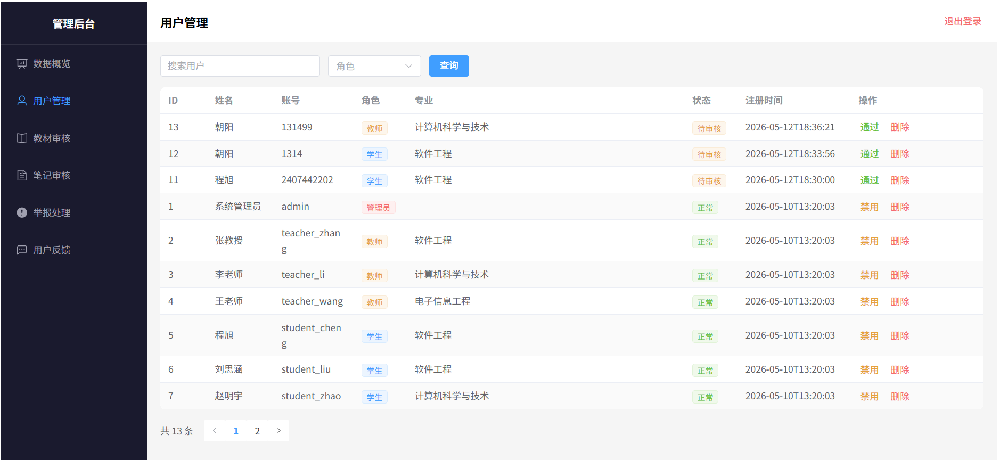 管理后台
数据概览
用户管理
教材审核
笔记审核
举报处理
用户反馈
用户管理
退出登录
搜索用户 角色 查询
ID 姓名 账号 角色 专业 状态 注册时间 操作
13 朝阳 131499 教师 计算机科学与技术 待审核 2026-05-12T18:36:21 通过 删除
12 朝阳 1314 学生 软件工程 待审核 2026-05-12T18:33:56 通过 删除
11 程旭 2407442202 学生 软件工程 待审核 2026-05-12T18:30:00 通过 删除
1 系统管理员 admin 管理员 正常 2026-05-10T13:20:03 禁用 删除
2 张教授 teacher_zhan
g 教师 软件工程 正常 2026-05-10T13:20:03 禁用 删除
3 李老师 teacher_li 教师 计算机科学与技术 正常 2026-05-10T13:20:03 禁用 删除
4 王老师 teacher_wang 教师 电子信息工程 正常 2026-05-10T13:20:03 禁用 删除
5 程旭 student_chen
g 学生 软件工程 正常 2026-05-10T13:20:03 禁用 删除
6 刘思涵 student_liu 学生 软件工程 正常 2026-05-10T13:20:03 禁用 删除
7 赵明宇 student_zhao 学生 计算机科学与技术 正常 2026-05-10T13:20:03 禁用 删除
共 13 条 1 2